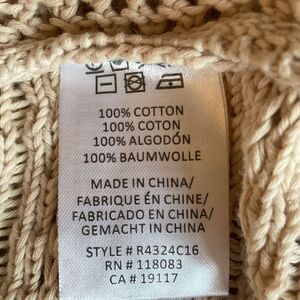 100% COTTON
100% COTON
100% ALGODÓN
100% BAUMWOLLE
MADE IN CHINA/
FABRIQUE ÉN CHINE/
FABRICADO EN CHINA/
GEMACHT IN CHINA
STYLE # R4324C16
RN # 118083
CA # 19117